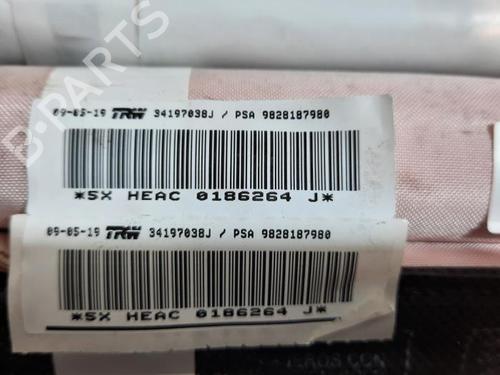 B-PARTS
09-05-19 TRW 34197038J / PSA 9828187980
*5X HEAC 0186264 J*
09-05-19 TRW 34197038J / PSA 9828187980
*5X HEAC 0186264 J*